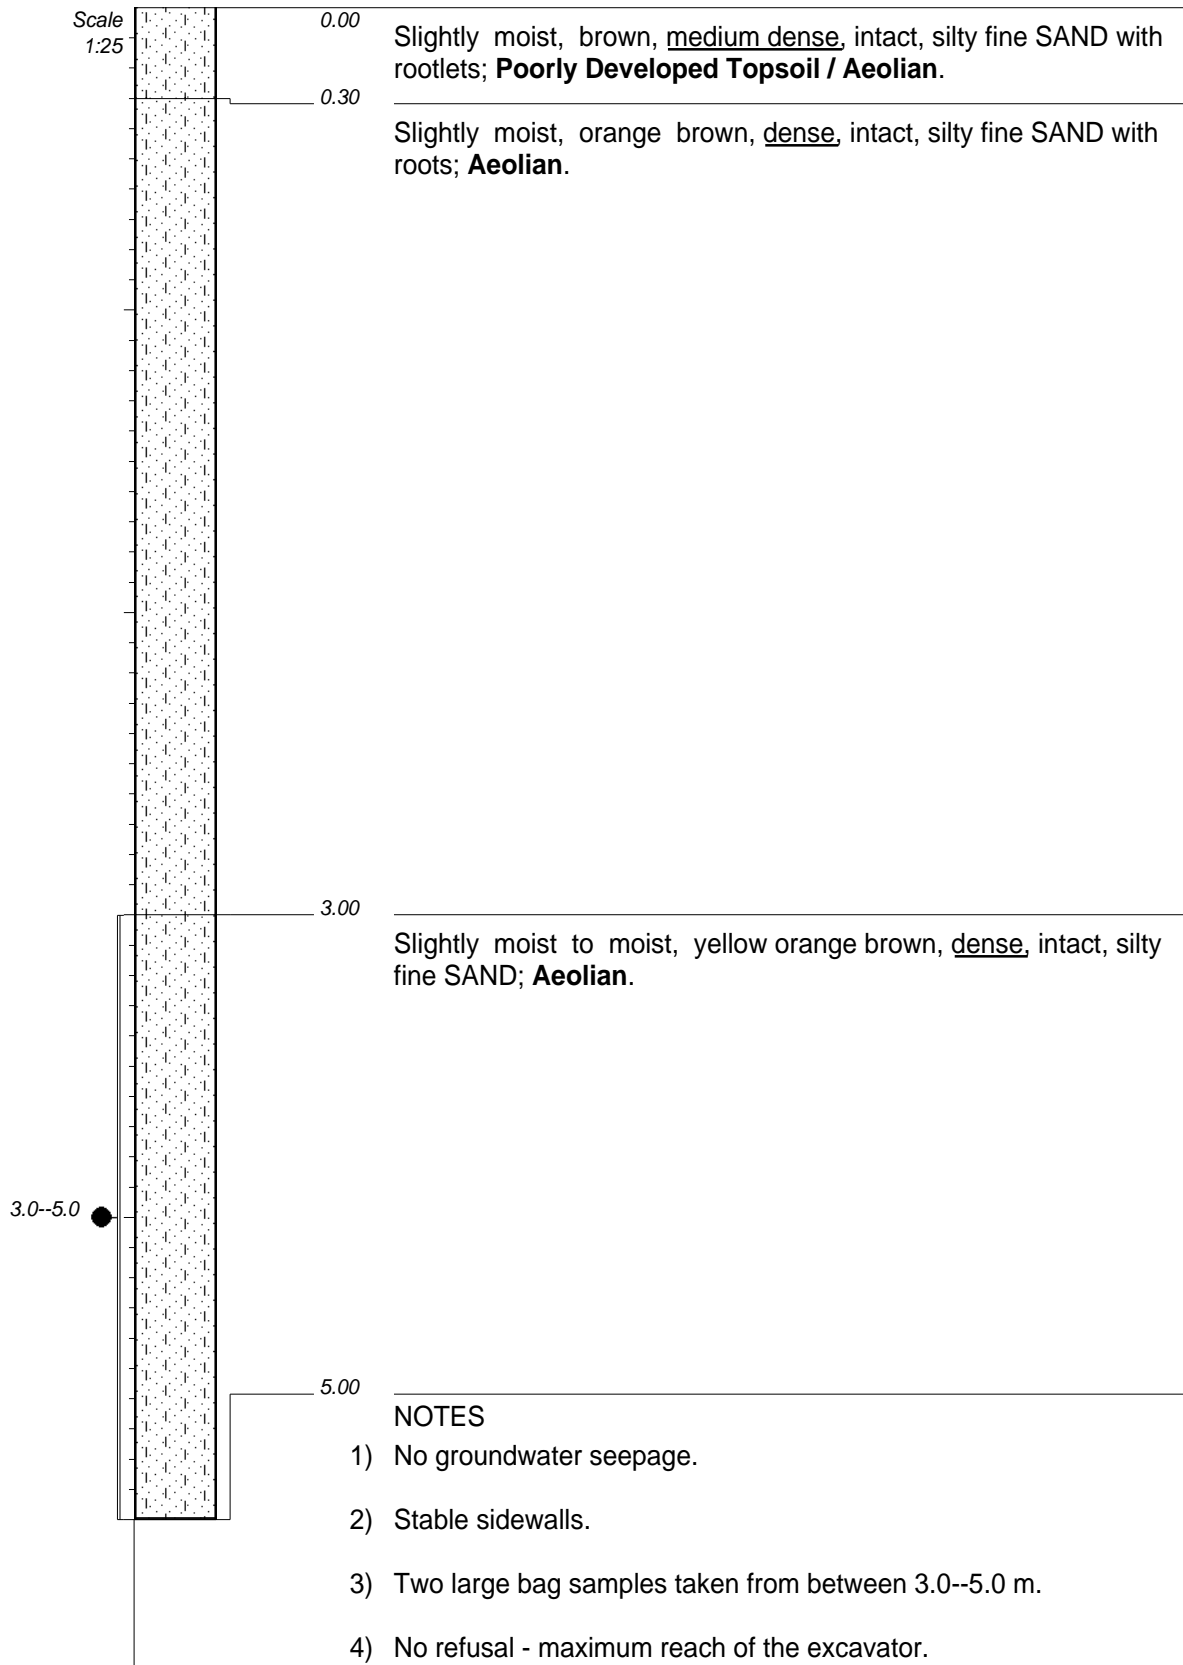 Scale
1:25
0.00
Slightly moist, brown, medium dense, intact, silty fine SAND with
rootlets; Poorly Developed Topsoil / Aeolian.
0.30
Slightly moist, orange brown, dense, intact, silty fine SAND with
roots; Aeolian.
3.00
Slightly moist to moist, yellow orange brown, dense, intact, silty
fine SAND; Aeolian.
3.0--5.0
5.00
NOTES
1) No groundwater seepage.
2) Stable sidewalls.
3) Two large bag samples taken from between 3.0--5.0 m.
4) No refusal - maximum reach of the excavator.